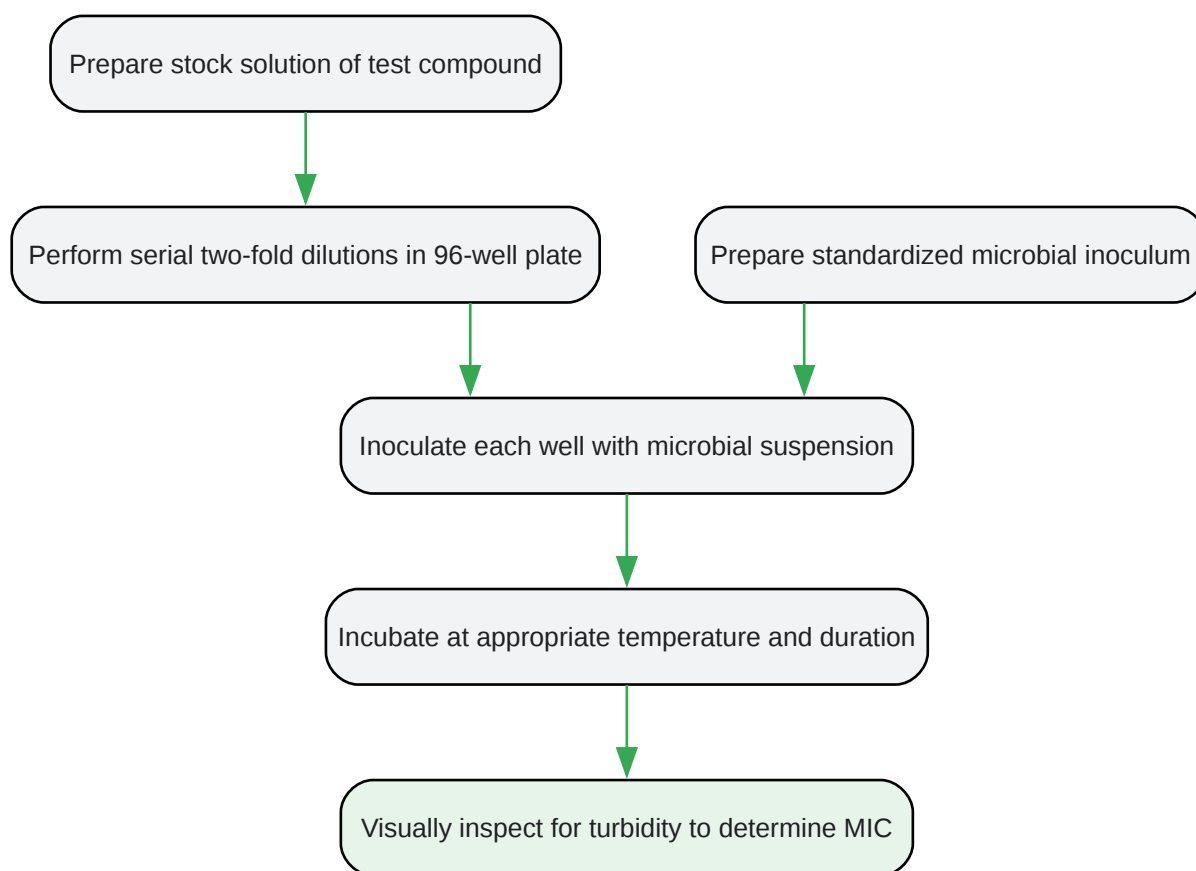 Prepare stock solution of test compound
Perform serial two-fold dilutions in 96-well plate
Prepare standardized microbial inoculum
Inoculate each well with microbial suspension
Incubate at appropriate temperature and duration
Visually inspect for turbidity to determine MIC